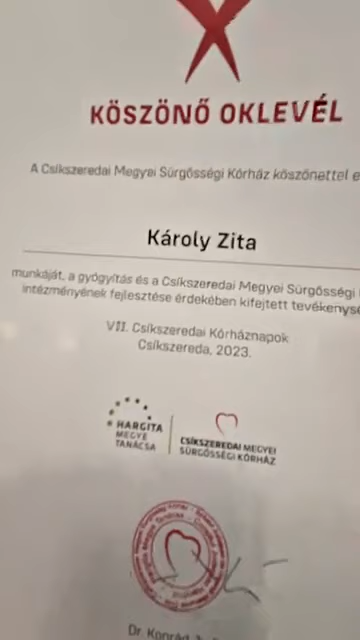 KÖSZÖNŐ OKLEVÉL
A Csíkszeredai Megyei Sürgősségi Kórház köszönettel
Károly Zita
munkáját, a gyógyítás és a Csíkszeredai Megyei Sürgősségi
intézményének fejlesztése érdekében kifejtett
VII. Csíkszeredai Kórháznapok
Csíkszereda, 2023.
HARGITA
MEGYE
TANÁCSA
CSÍKSZEREDAI MEGYEI
SÜRGŐSSÉGI KÓRHÁZ
Dr. Konrád